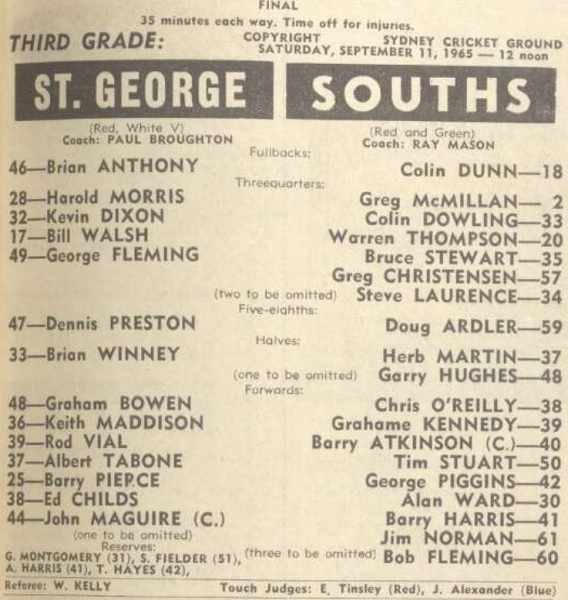 FINAL
35 minutes each way. Time off for injuries.
THIRD GRADE: COPYRIGHT SYDNEY CRICKET GROUND
SATURDAY, SEPTEMBER 11, 1965 — 12 noon
ST. GEORGE SOUTHS
(Red, White V) (Red and Green)
Coach: PAUL BROUGHTON Coach: RAY MASON
Fullbacks:
46—Brian ANTHONY Colin DUNN—18
Threequarters:
28—Harold MORRIS Greg McMILLAN— 2
32—Kevin DIXON Colin DOWLING—33
17—Bill WALSH Warren THOMPSON—20
49—George FLEMING Bruce STEWART—35
Greg CHRISTENSEN—57
(two to be omitted) Steve LAURENCE—34
Five-eighths:
47—Dennis PRESTON Doug ARDLER—59
Halves:
33—Brian WINNEY Herb MARTIN—37
(one to be omitted) Garry HUGHES—48
Forwards:
48—Graham BOWEN Chris O'REILLY—38
36—Keith MADDISON Grahame KENNEDY—39
39—Rod VIAL Barry ATKINSON (C.)—40
37—Albert TABONE Tim STUART—50
25—Barry PIERCE George PIGGINS—42
38—Ed CHILDS Alan WARD—30
44—John MAGUIRE (C.) Barry HARRIS—41
(one to be omitted) Jim NORMAN—61
Reserves:
G. MONTGOMERY (31), S. FIELDER (51), (three to be omitted) Bob FLEMING—60
A. HARRIS (41), T. HAYES (42),
Referee: W. KELLY Touch Judges: E. Tinsley (Red), J. Alexander (Blue)